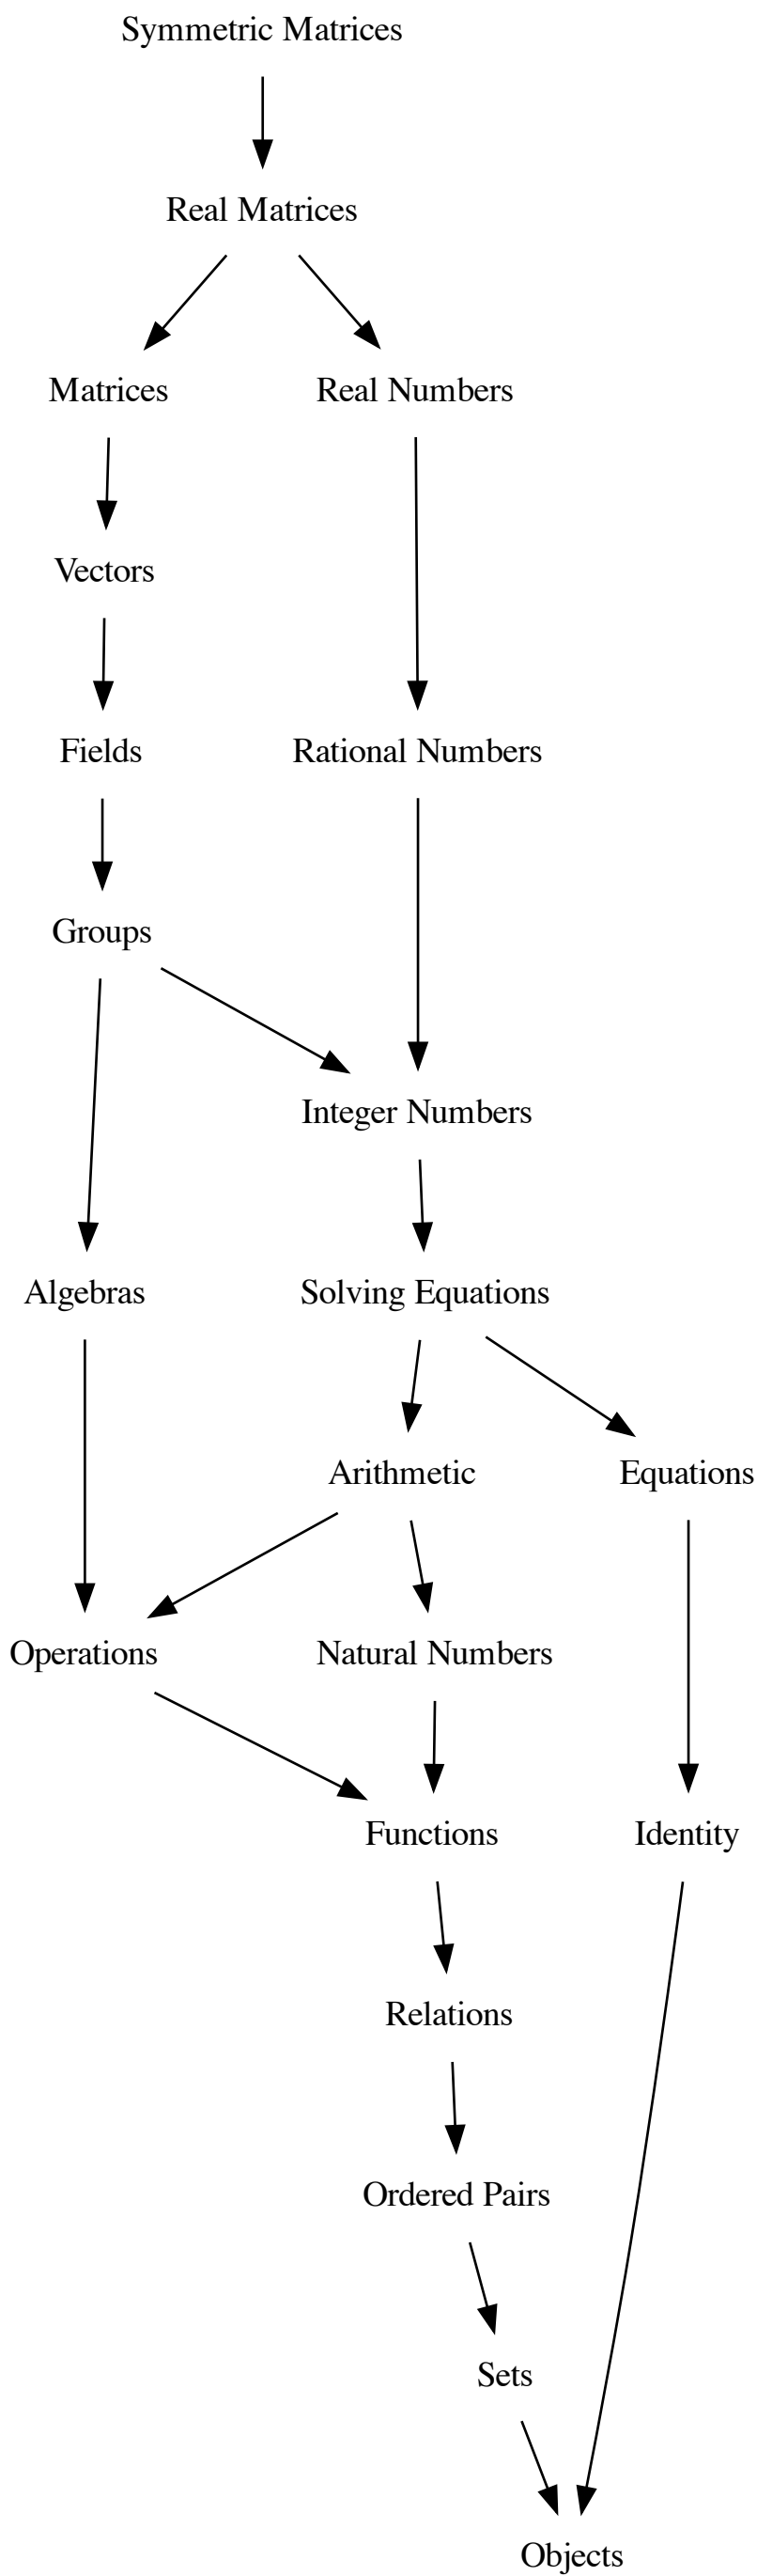 Symmetric Matrices
Real Matrices
Matrices
Real Numbers
Vectors
Fields
Rational Numbers
Groups
Integer Numbers
Algebras
Solving Equations
Arithmetic
Equations
Operations
Natural Numbers
Functions
Identity
Relations
Ordered Pairs
Sets
Objects